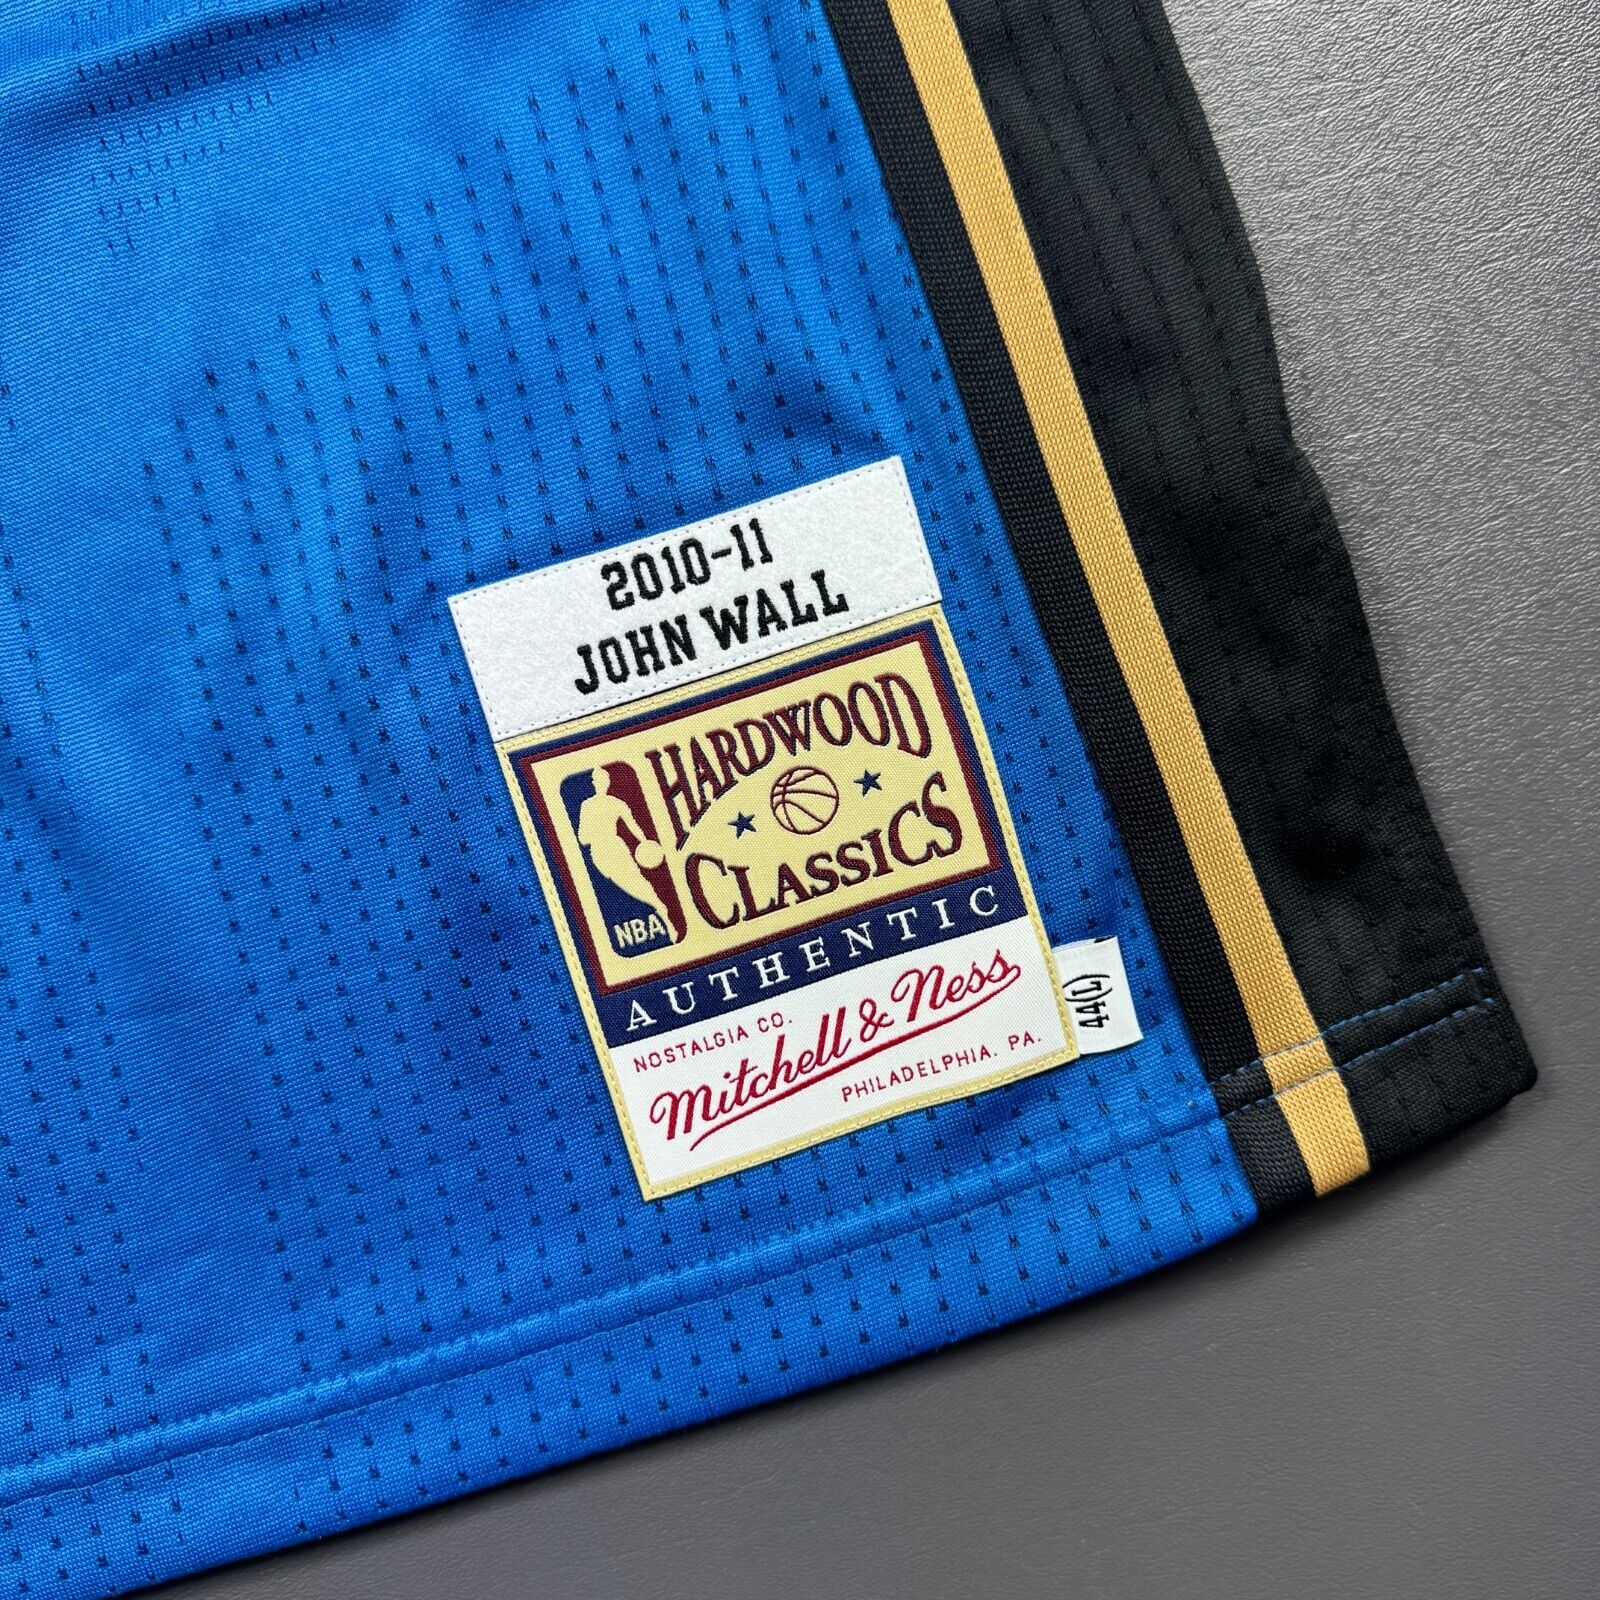 2010-11
JOHN WALL
HARDWOOD
CLASSICS
NBA
AUTHENTIC
NOSTALGIA CO.
Mitchell & Ness
PHILADELPHIA. PA.
44(L)